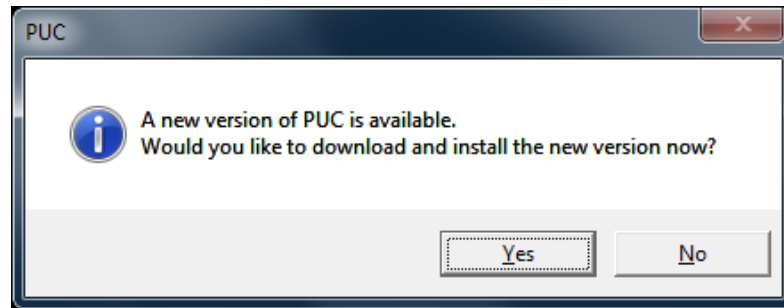 PUC
A new version of PUC is available.
Would you like to download and install the new version now?
Yes
No